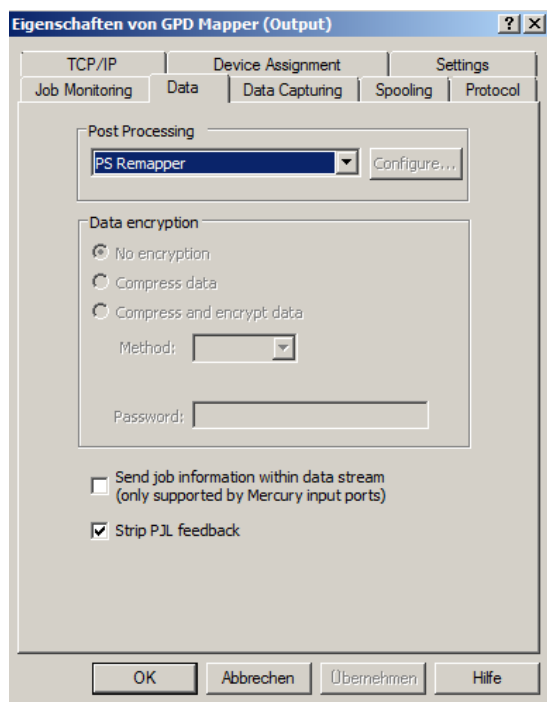 Eigenschaften von GPD Mapper (Output)
TCP/IP Device Assignment Settings
Job Monitoring Data Data Capturing Spooling Protocol
Post Processing
PS Remapper Configure...
Data encryption
No encryption
Compress data
Compress and encrypt data
Method:
Password:
Send job information within data stream
(only supported by Mercury input ports)
Strip PJL feedback
OK Abbrechen Übernehmen Hilfe